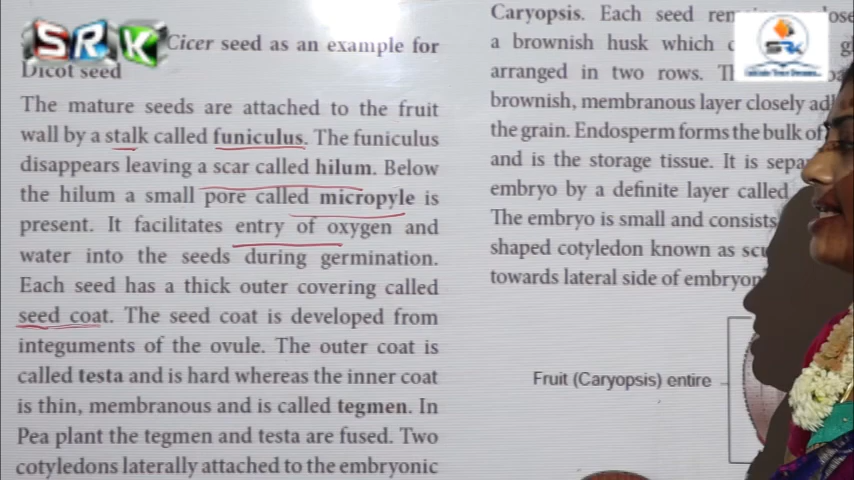 SRK
Cicer seed as an example for
Dicot seed
The mature seeds are attached to the fruit
wall by a stalk called funiculus. The funiculus
disappears leaving a scar called hilum. Below
the hilum a small pore called micropyle is
present. It facilitates entry of oxygen and
water into the seeds during germination.
Each seed has a thick outer covering called
seed coat. The seed coat is developed from
integuments of the ovule. The outer coat is
called testa and is hard whereas the inner coat
is thin, membranous and is called tegmen. In
Pea plant the tegmen and testa are fused. Two
cotyledons laterally attached to the embryonic
Caryopsis. Each seed
a brownish husk which
arranged in two rows.
brownish, membranous layer closely
the grain. Endosperm forms the bulk of
and is the storage tissue. It is
embryo by a definite layer called
The embryo is small and consists
shaped cotyledon known as
towards lateral side of
Fruit (Caryopsis) entire
SRK